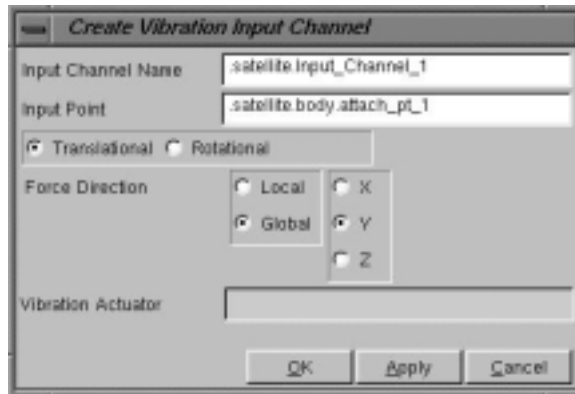 Create Vibration Input Channel
Input Channel Name .satellite.Input_Channel_1
Input Point .satellite.body.attach_pt_1
Translational Rotational
Force Direction Local X
Global Y
Z
Vibration Actuator
OK Apply Cancel